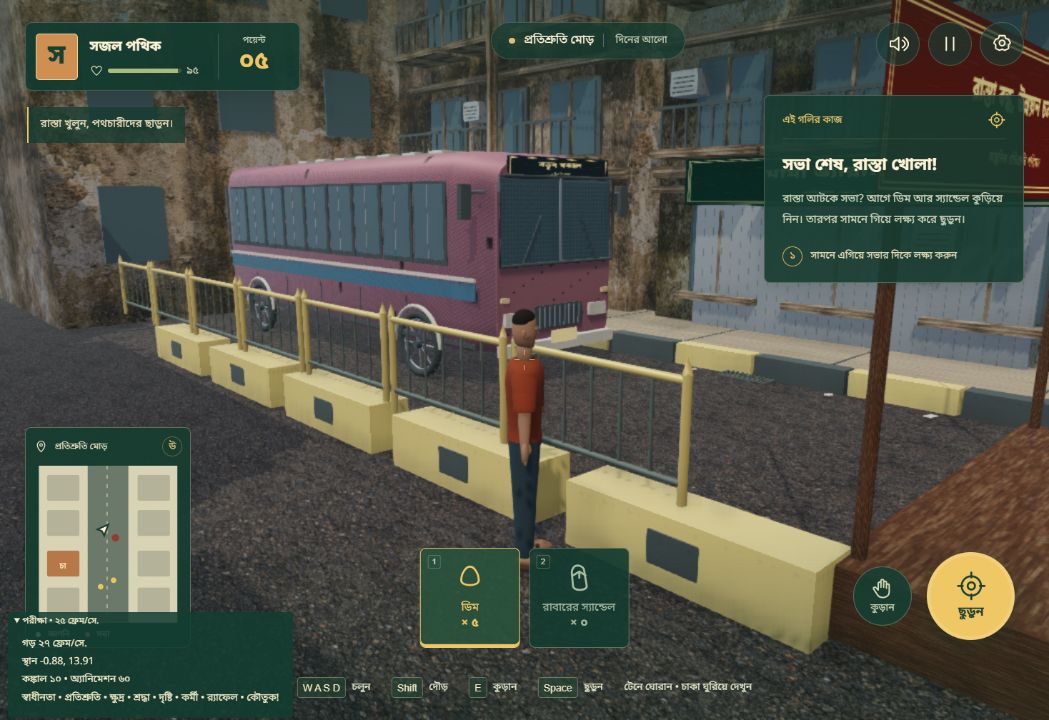 স
সজল পথিক
৯৫
পয়েন্ট
০৫
প্রতিশ্রুতি মোড়
দিনের আলো
রাস্তা খুলুন, পথচারীদের ছাড়ুন।
এই গলির কাজ
সভা শেষ, রাস্তা খোলা!
রাস্তা আটকে সভা? আগে ডিম আর স্যান্ডেল কুড়িয়ে
নিন। তারপর সামনে গিয়ে লক্ষ্য করে ছুড়ুন।
১ সামনে এগিয়ে সভার দিকে লক্ষ্য করুন
প্রতিশ্রুতি মোড়
উ
চা
▾ পরীক্ষা • ২৫ ফ্রেম/সে.
গড় ২৭ ফ্রেম/সে.
স্থান -0.88, 13.91
কঙ্কাল ১০ • অ্যানিমেশন ৬০
স্বাধীনতা • প্রতিশ্রুতি • ক্ষুদ্র • শ্রদ্ধা • দৃষ্টি • কর্মী • র‍্যাফেল • কৌতুক!
1
ডিম
× ৫
2
রাবারের স্যান্ডেল
× ০
কুড়ান
ছুড়ুন
W A S D চলুন Shift দৌড় E কুড়ান Space ছুড়ুন টেনে ঘোরান • চাকা ঘুরিয়ে দেখুন